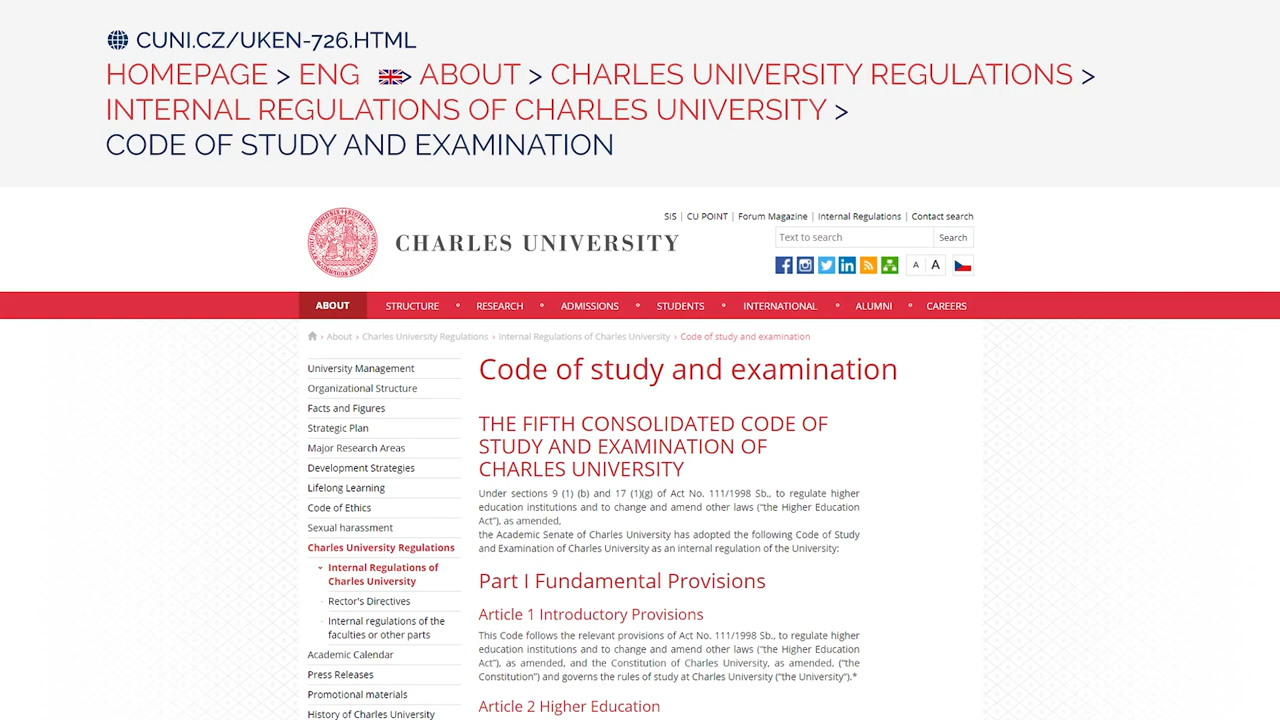 CUNI.CZ/UKEN-726.HTML
HOMEPAGE > ENG > ABOUT > CHARLES UNIVERSITY REGULATIONS >
INTERNAL REGULATIONS OF CHARLES UNIVERSITY >
CODE OF STUDY AND EXAMINATION
SIS | CU POINT | Forum Magazine | Internal Regulations | Contact search
CHARLES UNIVERSITY
Text to search
Search
A A
ABOUT STRUCTURE RESEARCH ADMISSIONS STUDENTS INTERNATIONAL ALUMNI CAREERS
› About › Charles University Regulations › Internal Regulations of Charles University › Code of study and examination
University Management
Organizational Structure
Facts and Figures
Strategic Plan
Major Research Areas
Development Strategies
Lifelong Learning
Code of Ethics
Sexual harassment
Charles University Regulations
Internal Regulations of
Charles University
Rector's Directives
Internal regulations of the
faculties or other parts
Academic Calendar
Press Releases
Promotional materials
History of Charles University
Code of study and examination
THE FIFTH CONSOLIDATED CODE OF
STUDY AND EXAMINATION OF
CHARLES UNIVERSITY
Under sections 9 (1) (b) and 17 (1)(g) of Act No. 111/1998 Sb., to regulate higher
education institutions and to change and amend other laws (“the Higher Education
Act”), as amended,
the Academic Senate of Charles University has adopted the following Code of Study
and Examination of Charles University as an internal regulation of the University:
Part I Fundamental Provisions
Article 1 Introductory Provisions
This Code follows the relevant provisions of Act No. 111/1998 Sb., to regulate higher
education institutions and to change and amend other laws (“the Higher Education
Act”), as amended, and the Constitution of Charles University, as amended, (“the
Constitution”) and governs the rules of study at Charles University (“the University”).*
Article 2 Higher Education